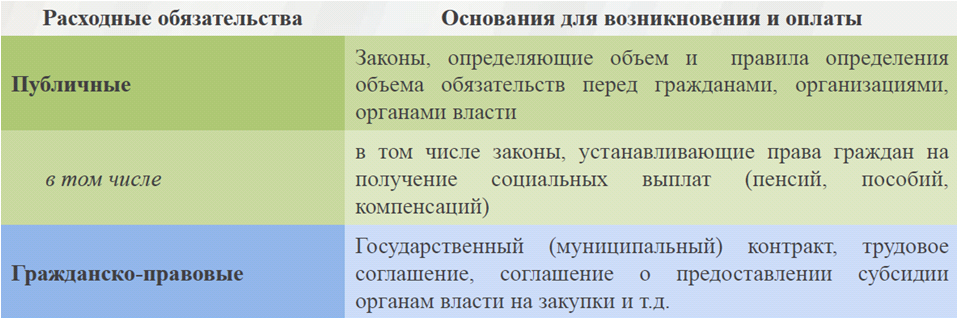 Расходные обязательства
Основания для возникновения и оплаты
Публичные
Законы, определяющие объем и правила определения
объема обязательств перед гражданами, организациями,
органами власти
в том числе
в том числе законы, устанавливающие права граждан на
получение социальных выплат (пенсий, пособий,
компенсаций)
Гражданско-правовые
Государственный (муниципальный) контракт, трудовое
соглашение, соглашение о предоставлении субсидии
органам власти на закупки и т.д.